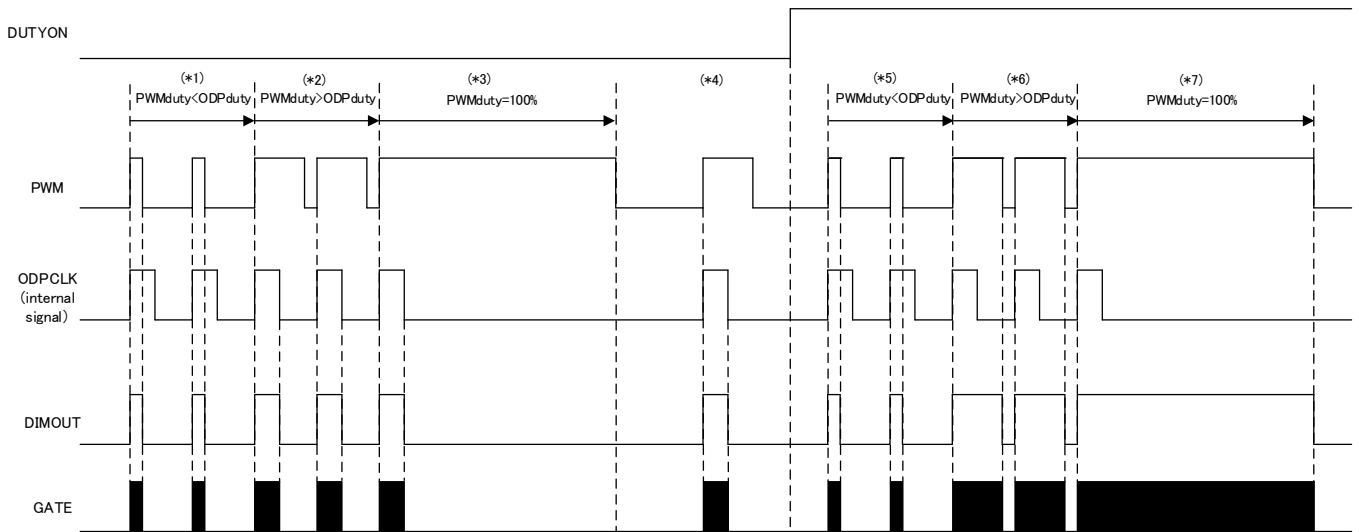 DUTYON
(*1)
PWMduty<ODPduty
(*2)
PWMduty>ODPduty
(*3)
PWMduty=100%
(*4)
(*5)
PWMduty<ODPduty
(*6)
PWMduty>ODPduty
(*7)
PWMduty=100%
PWM
ODPCLK
(internal
signal)
DIMOUT
GATE